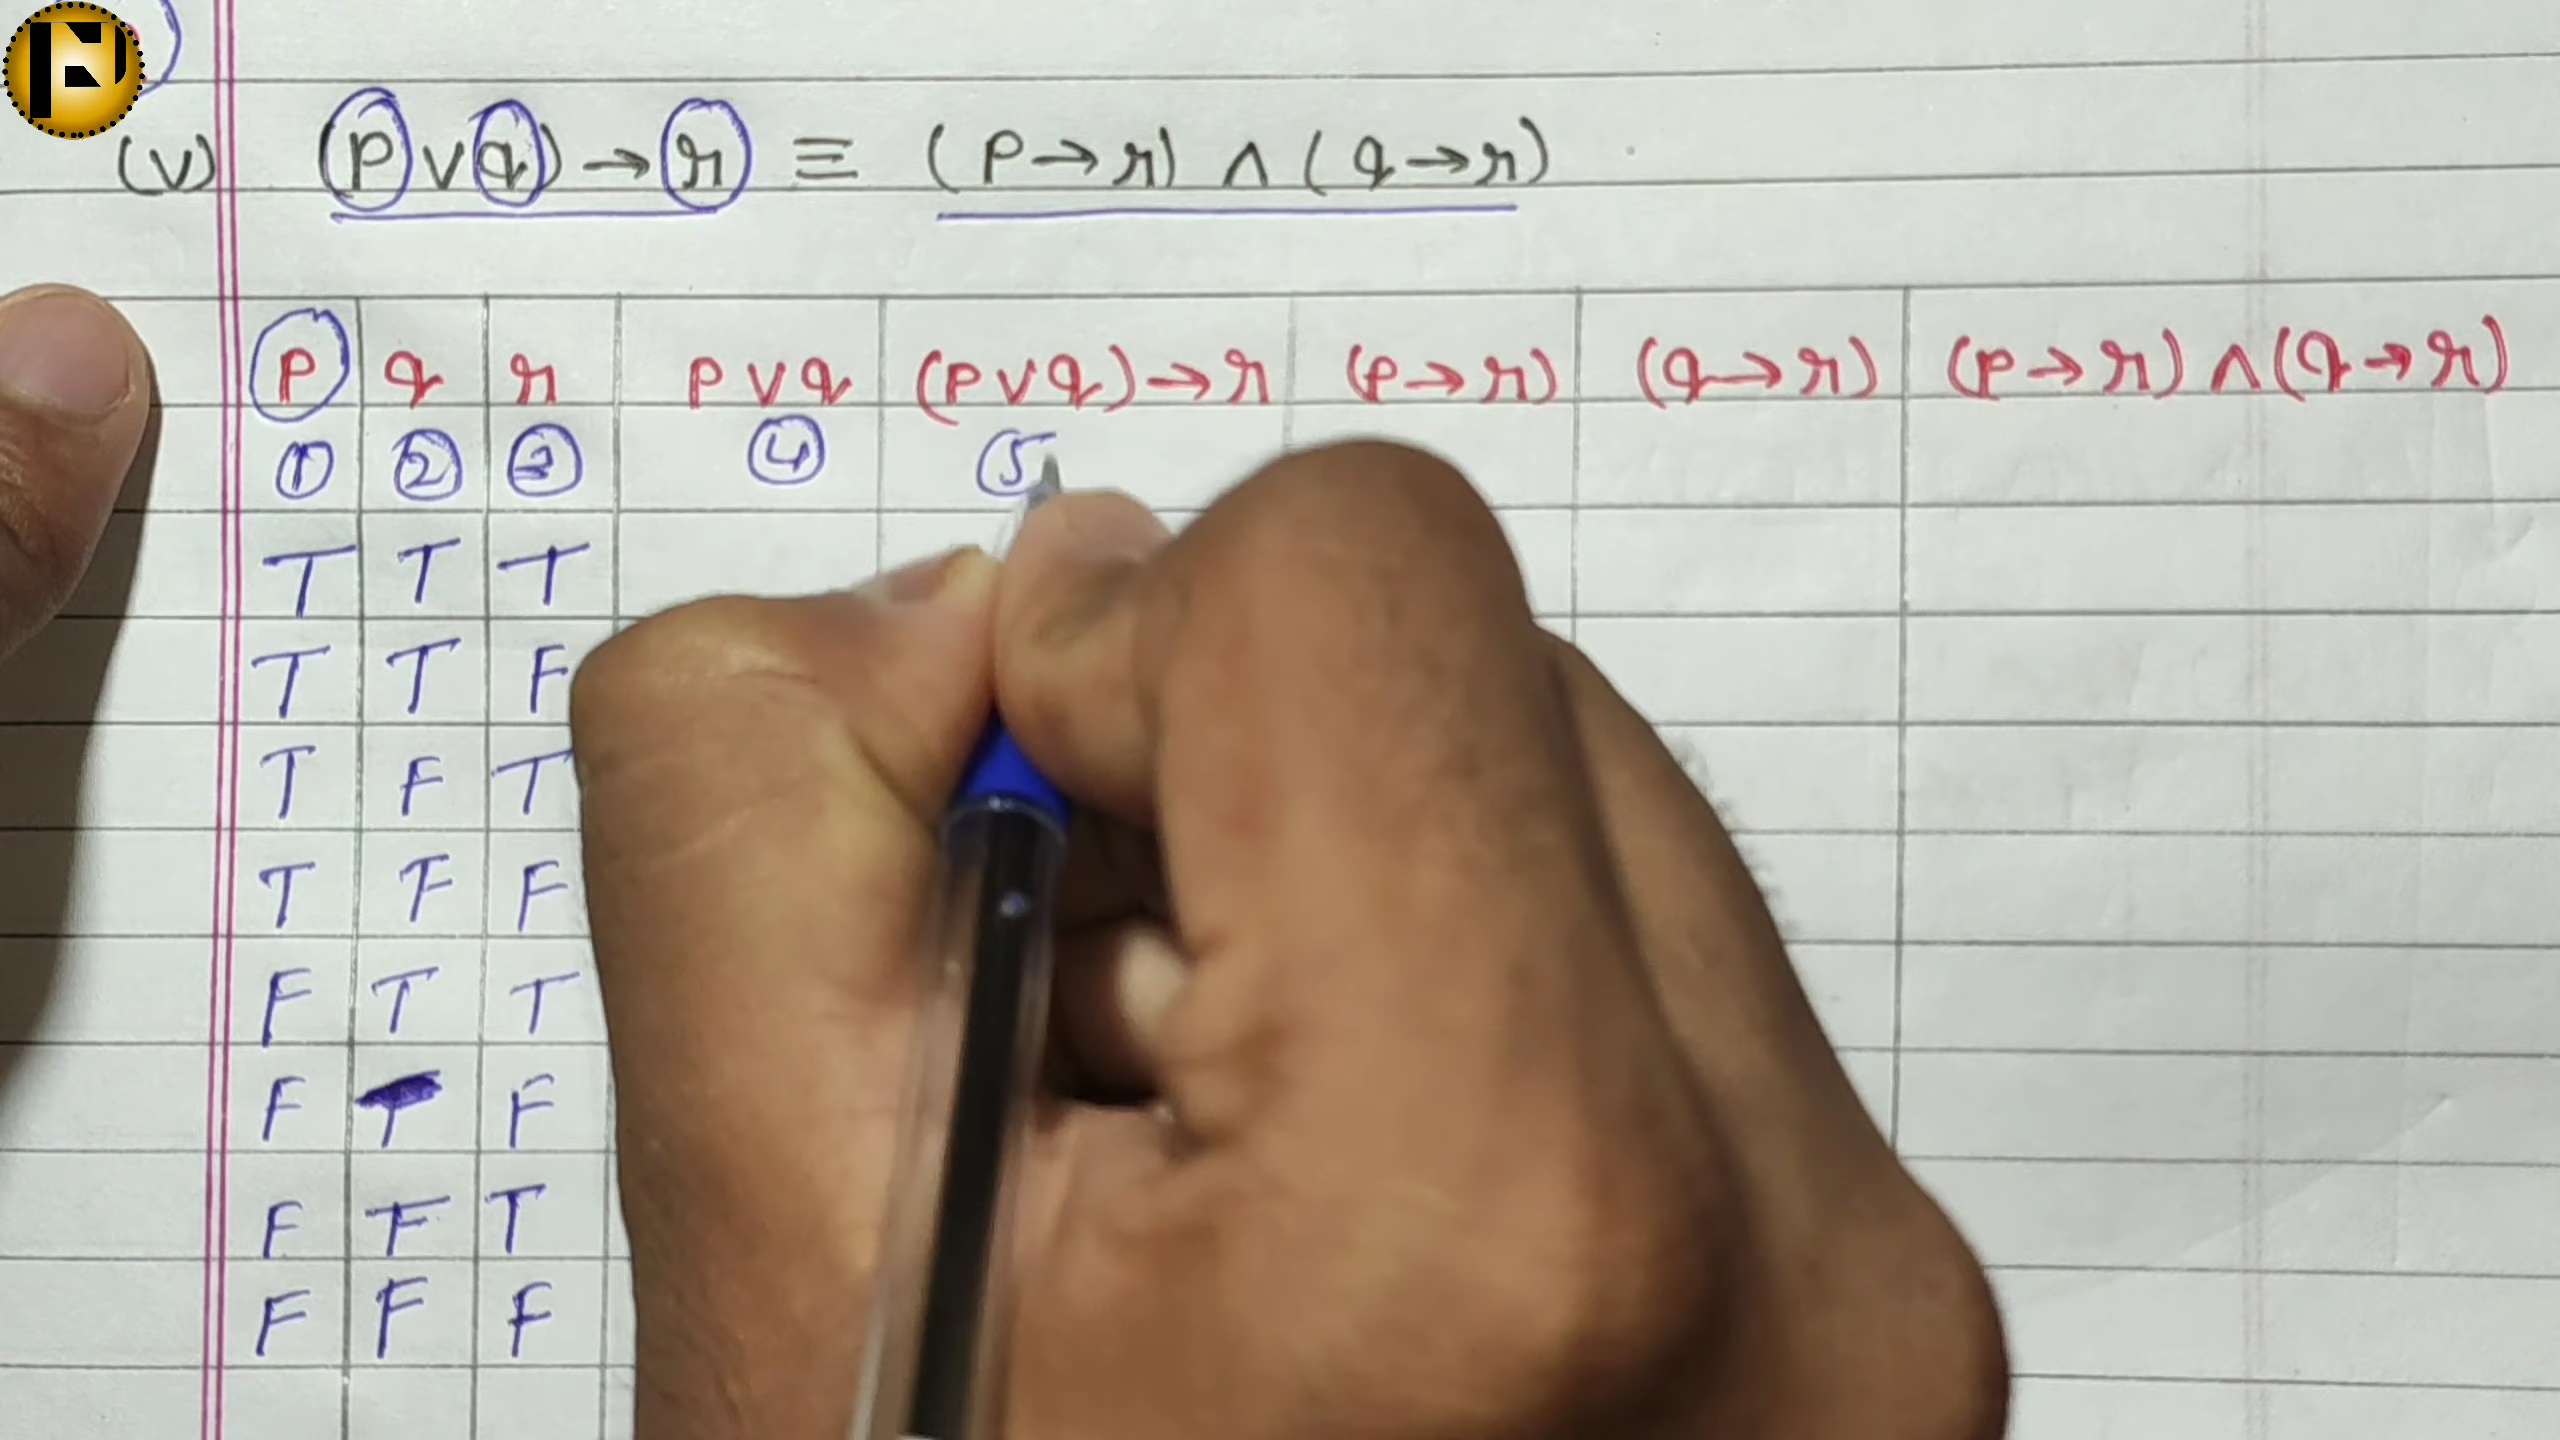 (V) (p∨q)→r ≡ (p→r) ∧ (q→r)
p q r p∨q (p∨q)→r (p→r) (q→r) (p→r)∧(q→r)
① ② ③ ④ ⑤
T T T
T T F
T F T
T F F
F T T
F T F
F F T
F F F